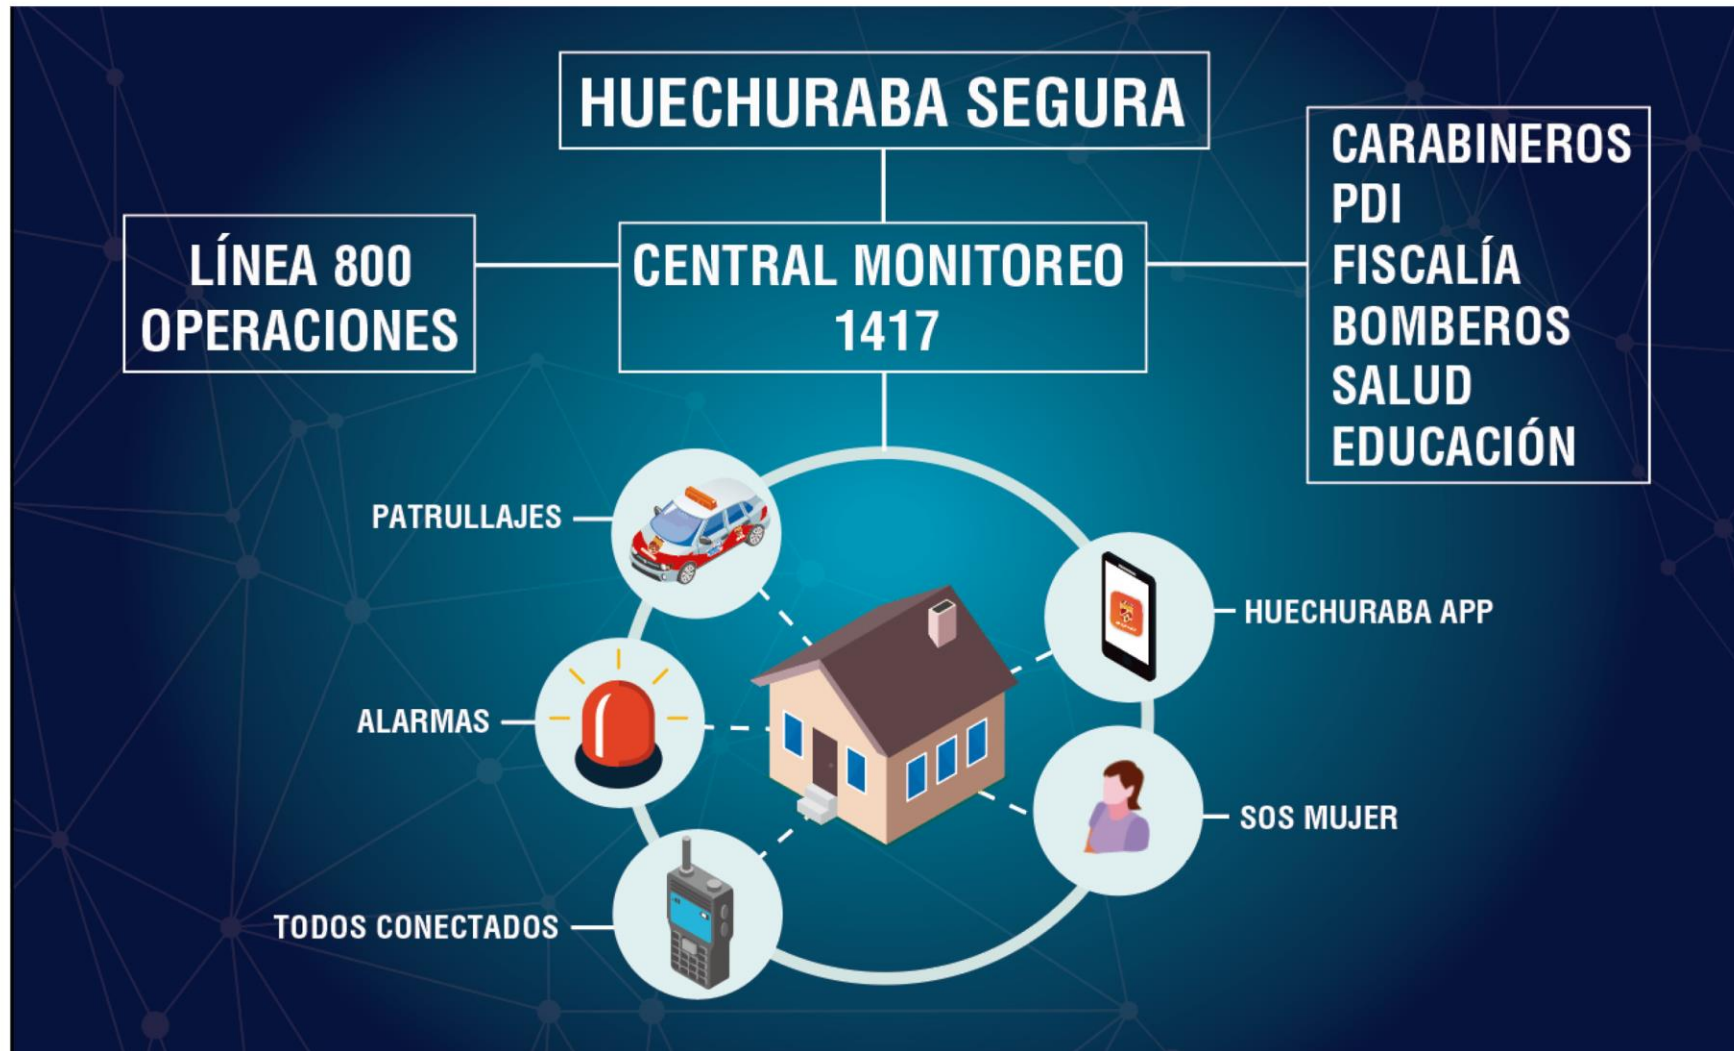 HUECHURABA SEGURA
LÍNEA 800
OPERACIONES
CENTRAL MONITOREO
1417
CARABINEROS
PDI
FISCALÍA
BOMBEROS
SALUD
EDUCACIÓN
PATRULLAJES
HUECHURABA APP
ALARMAS
SOS MUJER
TODOS CONECTADOS